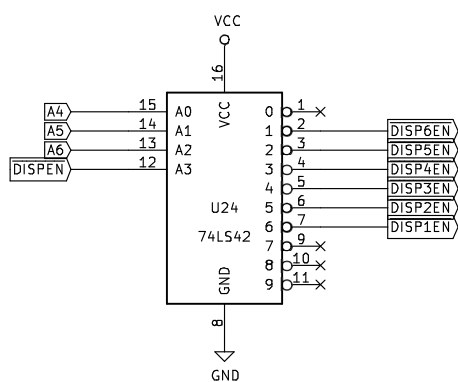 VCC
16
A4 15 A0 VCC 0 1
A5 14 A1 1 2 DISP6EN
A6 13 A2 2 3 DISP5EN
DISPEN 12 A3 3 4 DISP4EN
4 5 DISP3EN
U24 5 6 DISP2EN
6 7 DISP1EN
74LS42 7 9
8 10
GND 9 11
8
GND